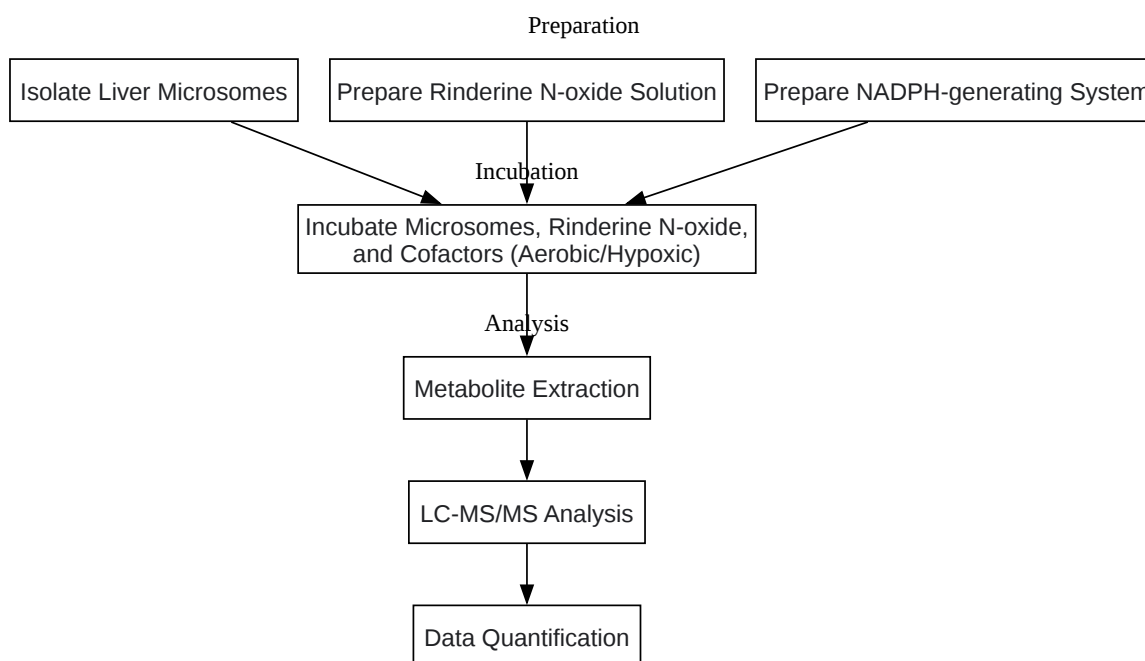 Preparation
Isolate Liver Microsomes
Prepare Rinderine N-oxide Solution
Prepare NADPH-generating System
Incubation
Incubate Microsomes, Rinderine N-oxide,
and Cofactors (Aerobic/Hypoxic)
Analysis
Metabolite Extraction
LC-MS/MS Analysis
Data Quantification